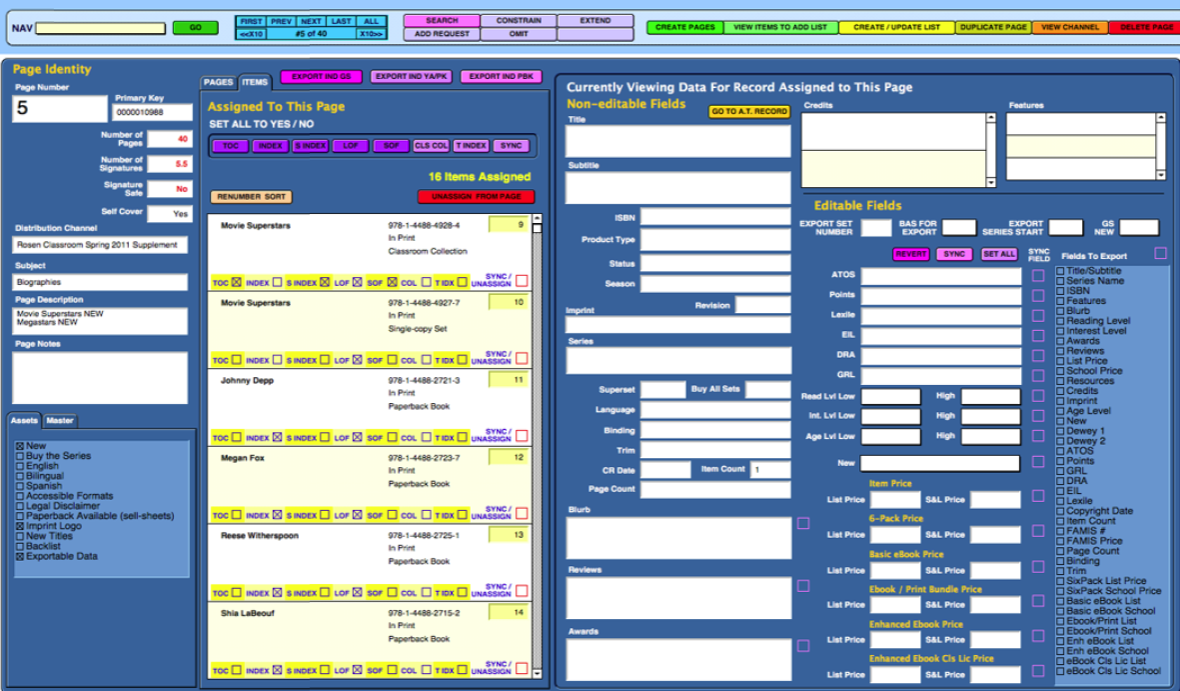 NAV
GO
FIRST PREV NEXT LAST ALL
<<X10 #5 of 40 X10>>
SEARCH CONSTRAIN EXTEND
ADD REQUEST OMIT
CREATE PAGES VIEW ITEMS TO ADD LIST CREATE / UPDATE LIST DUPLICATE PAGE VIEW CHANNEL DELETE PAGE
Page Identity
Page Number
5
Primary Key
0000010988
Number of Pages 40
Number of Signatures 5.5
Signature Safe No
Self Cover Yes
Distribution Channel
Rosen Classroom Spring 2011 Supplement
Subject
Biographies
Page Description
Movie Superstars NEW
Megastars NEW
Page Notes
Assets Master
New
Buy the Series
English
Bilingual
Spanish
Accessible Formats
Legal Disclaimer
Paperback Available (sell-sheets)
Imprint Logo
New Titles
Backlist
Exportable Data
PAGES ITEMS
EXPORT IND GS EXPORT IND YA/PK EXPORT IND PBK
Assigned To This Page
SET ALL TO YES / NO
TOC INDEX S INDEX LOF SOF CLS COL T INDEX SYNC
16 Items Assigned
RENUMBER SORT UNASSIGN FROM PAGE
Movie Superstars 978-1-4488-4928-4 9
In Print
Classroom Collection
TOC INDEX S INDEX LOF SOF COL T IDX SYNC / UNASSIGN
Movie Superstars 978-1-4488-4927-7 10
In Print
Single-copy Set
TOC INDEX S INDEX LOF SOF COL T IDX SYNC / UNASSIGN
Johnny Depp 978-1-4488-2721-3 11
In Print
Paperback Book
TOC INDEX S INDEX LOF SOF COL T IDX SYNC / UNASSIGN
Megan Fox 978-1-4488-2723-7 12
In Print
Paperback Book
TOC INDEX S INDEX LOF SOF COL T IDX SYNC / UNASSIGN
Reese Witherspoon 978-1-4488-2725-1 13
In Print
Paperback Book
TOC INDEX S INDEX LOF SOF COL T IDX SYNC / UNASSIGN
Shia LaBeouf 978-1-4488-2715-2 14
In Print
Paperback Book
TOC INDEX S INDEX LOF SOF COL T IDX SYNC / UNASSIGN
Currently Viewing Data For Record Assigned to This Page
Non-editable Fields
GO TO A.T. RECORD
Title
Subtitle
ISBN
Product Type
Status
Season
Revision
Imprint
Series
Superset Buy All Sets
Language
Binding
Trim
CR Date Item Count 1
Page Count
Blurb
Reviews
Awards
Credits
Features
Editable Fields
EXPORT SET NUMBER BAS FOR EXPORT EXPORT SERIES START GS NEW
REVERT SYNC SET ALL SYNC FIELD Fields To Export
ATOS
Points
Lexile
EIL
DRA
GRL
Read Lvl Low High
Int. Lvl Low High
Age Lvl Low High
New
Item Price
List Price S&L Price
6-Pack Price
List Price S&L Price
Basic eBook Price
List Price S&L Price
Ebook / Print Bundle Price
List Price S&L Price
Enhanced Ebook Price
List Price S&L Price
Enhanced Ebook Cls Lic Price
List Price S&L Price
Title/Subtitle
Series Name
ISBN
Features
Blurb
Reading Level
Interest Level
Awards
Reviews
List Price
School Price
Resources
Credits
Imprint
Age Level
New
Dewey 1
Dewey 2
ATOS
Points
GRL
DRA
EIL
Lexile
Copyright Date
Item Count
FAMIS #
FAMIS Price
Page Count
Binding
Trim
SixPack List Price
SixPack School Price
Basic eBook List
Basic eBook School
Ebook/Print List
Ebook/Print School
Enh eBook List
Enh eBook School
eBook Cls Lic List
eBook Cls Lic School